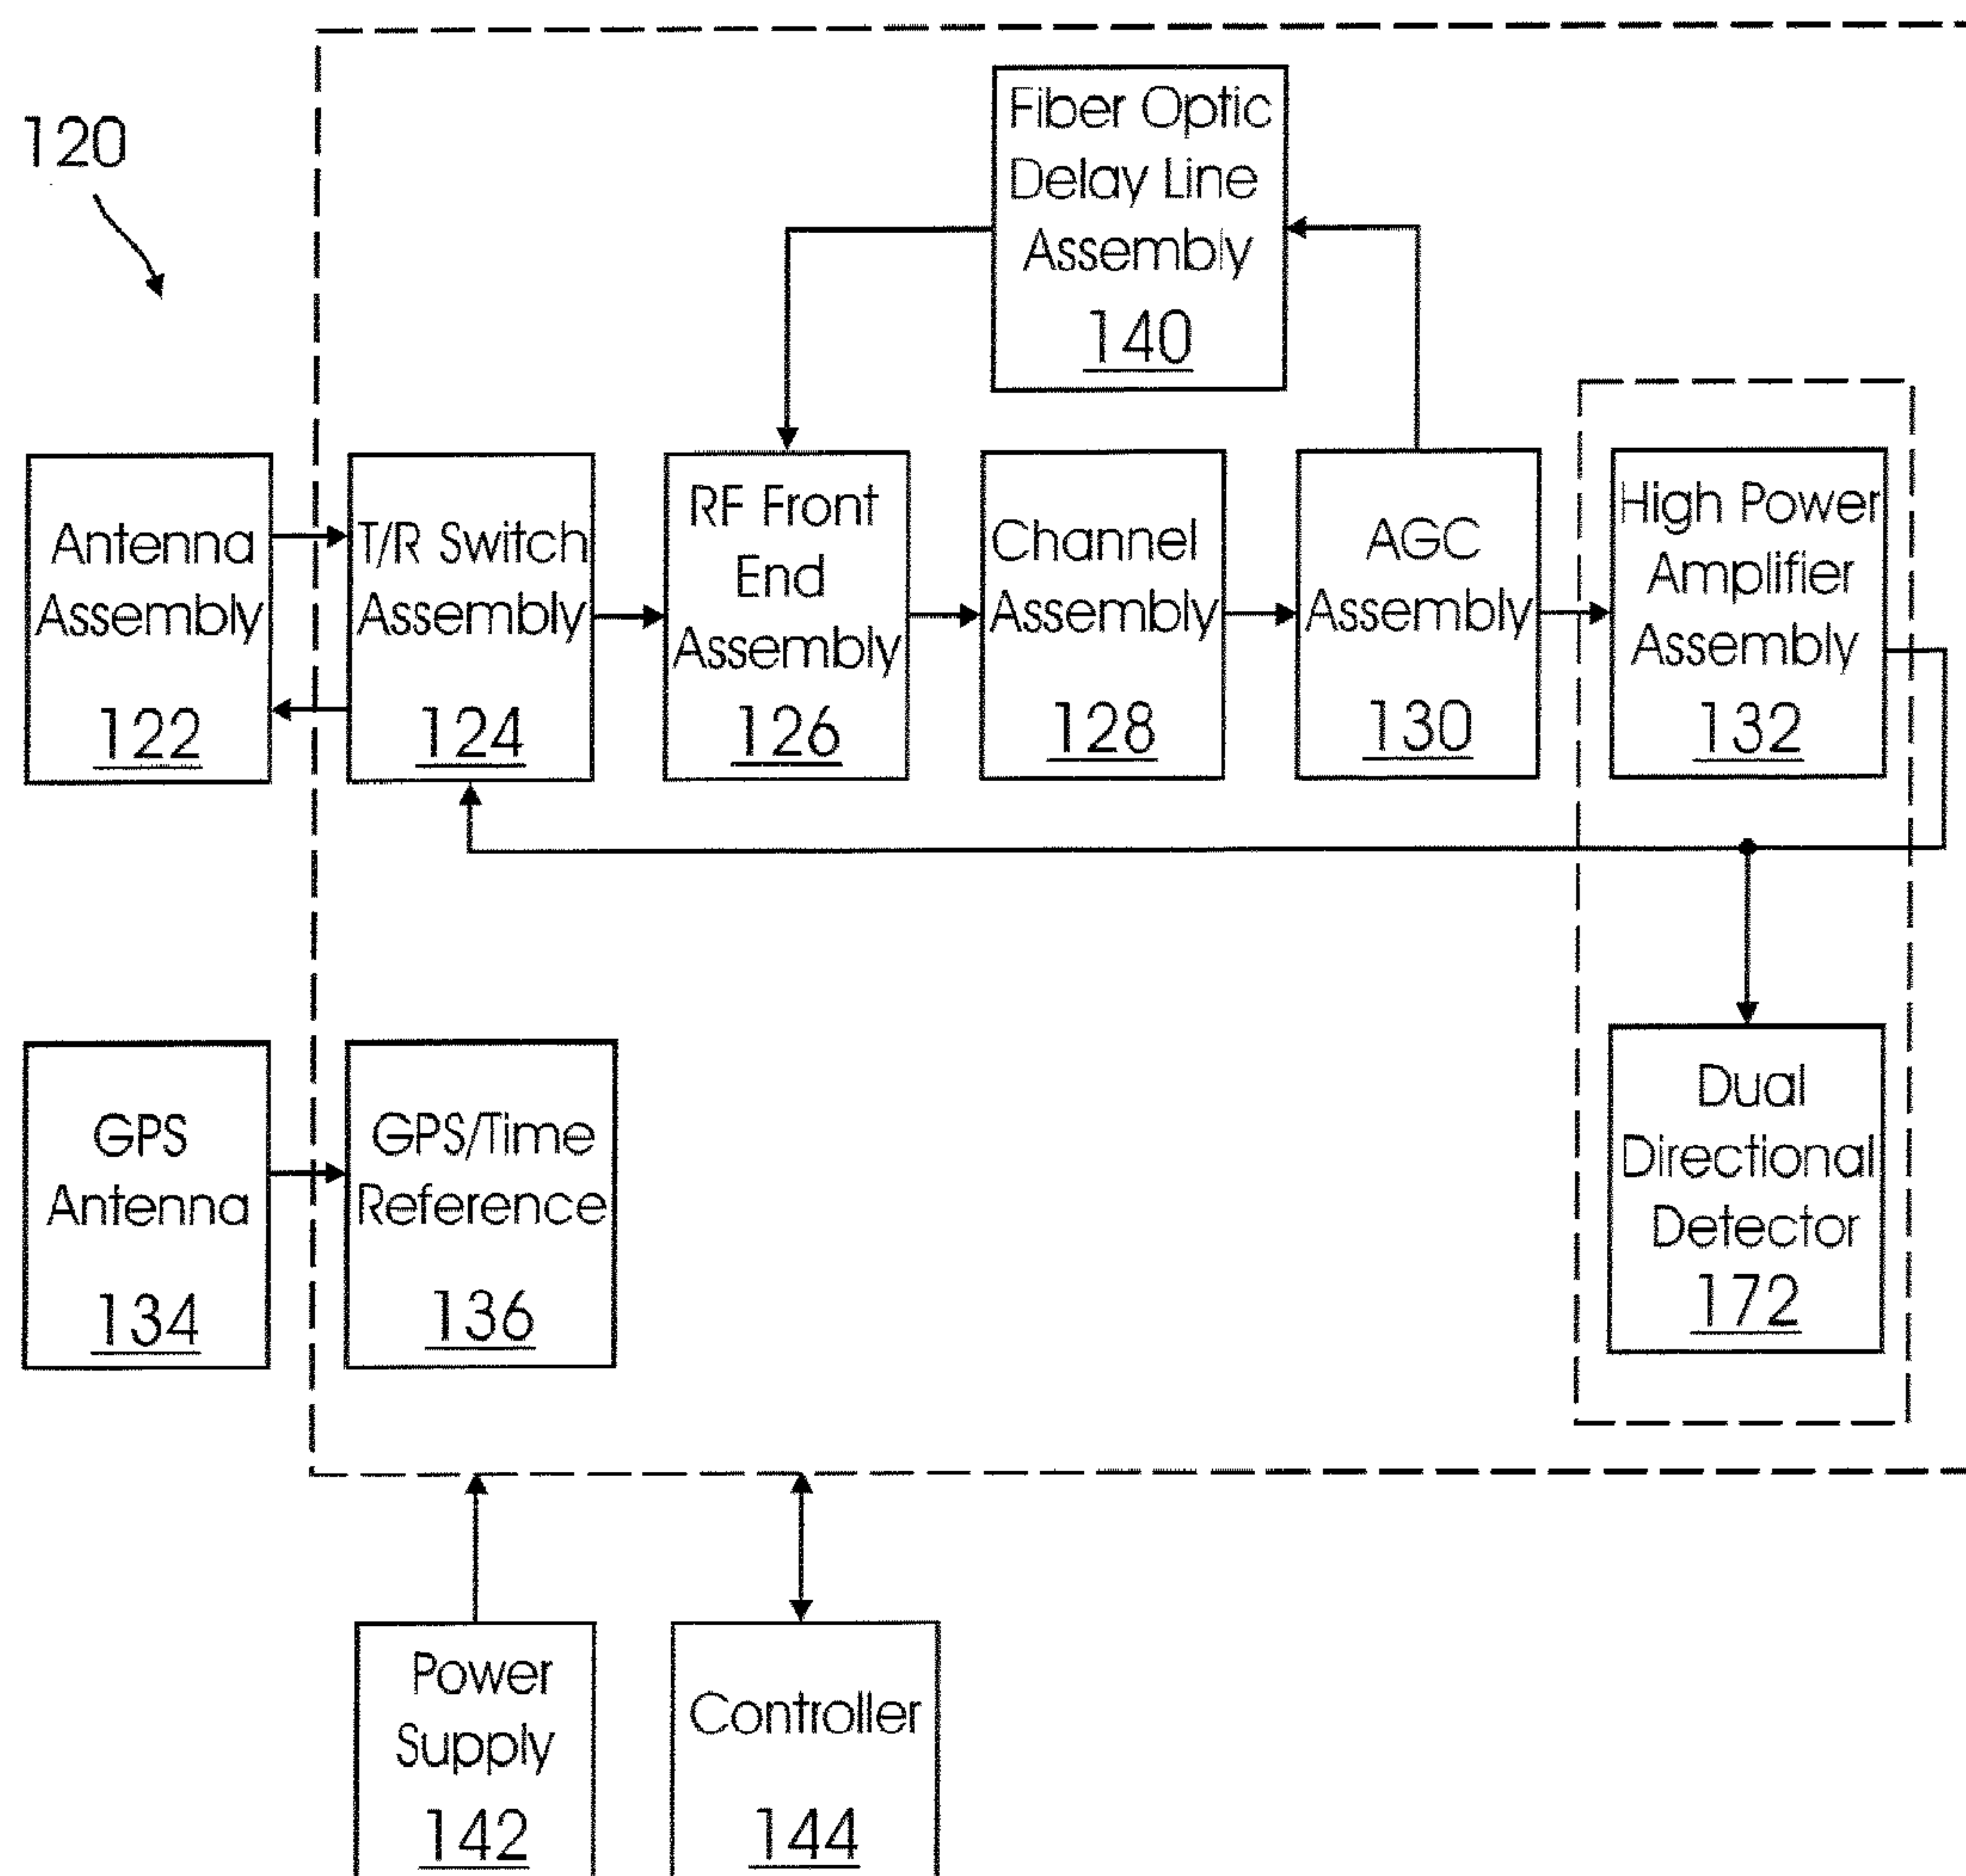 120
Fiber Optic
Delay Line
Assembly
140
Antenna
Assembly
122
T/R Switch
Assembly
124
RF Front
End
Assembly
126
Channel
Assembly
128
AGC
Assembly
130
High Power
Amplifier
Assembly
132
GPS
Antenna
134
GPS/Time
Reference
136
Dual
Directional
Detector
172
Power
Supply
142
Controller
144